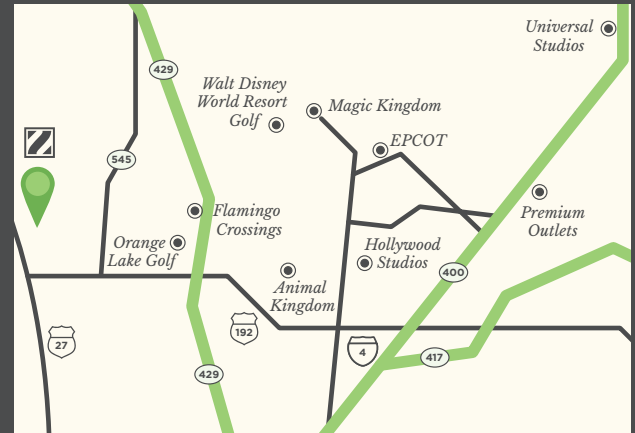 Universal
Studios
429
Walt Disney
World Resort
Golf
Magic Kingdom
EPCOT
545
Flamingo
Crossings
Premium
Outlets
Orange
Lake Golf
Hollywood
Studios
400
Animal
Kingdom
27
192
4
417
429